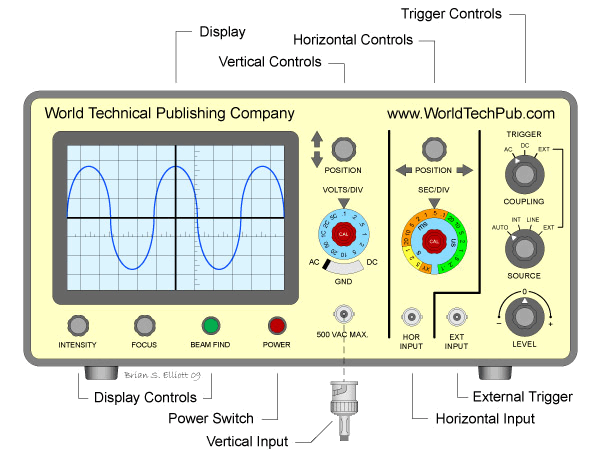 Trigger Controls
Display
Horizontal Controls
Vertical Controls
World Technical Publishing Company
www.WorldTechPub.com
TRIGGER
AC DC EXT
COUPLING
POSITION
POSITION
VOLTS/DIV
SEC/DIV
CAL
CAL
mS
US
S
XY
AUTO INT LINE EXT
SOURCE
AC DC
GND
0
- +
LEVEL
500 VAC MAX.
HOR INPUT
EXT INPUT
INTENSITY
FOCUS
BEAM FIND
POWER
Brian S. Elliott 09
Display Controls
Power Switch
Vertical Input
External Trigger
Horizontal Input